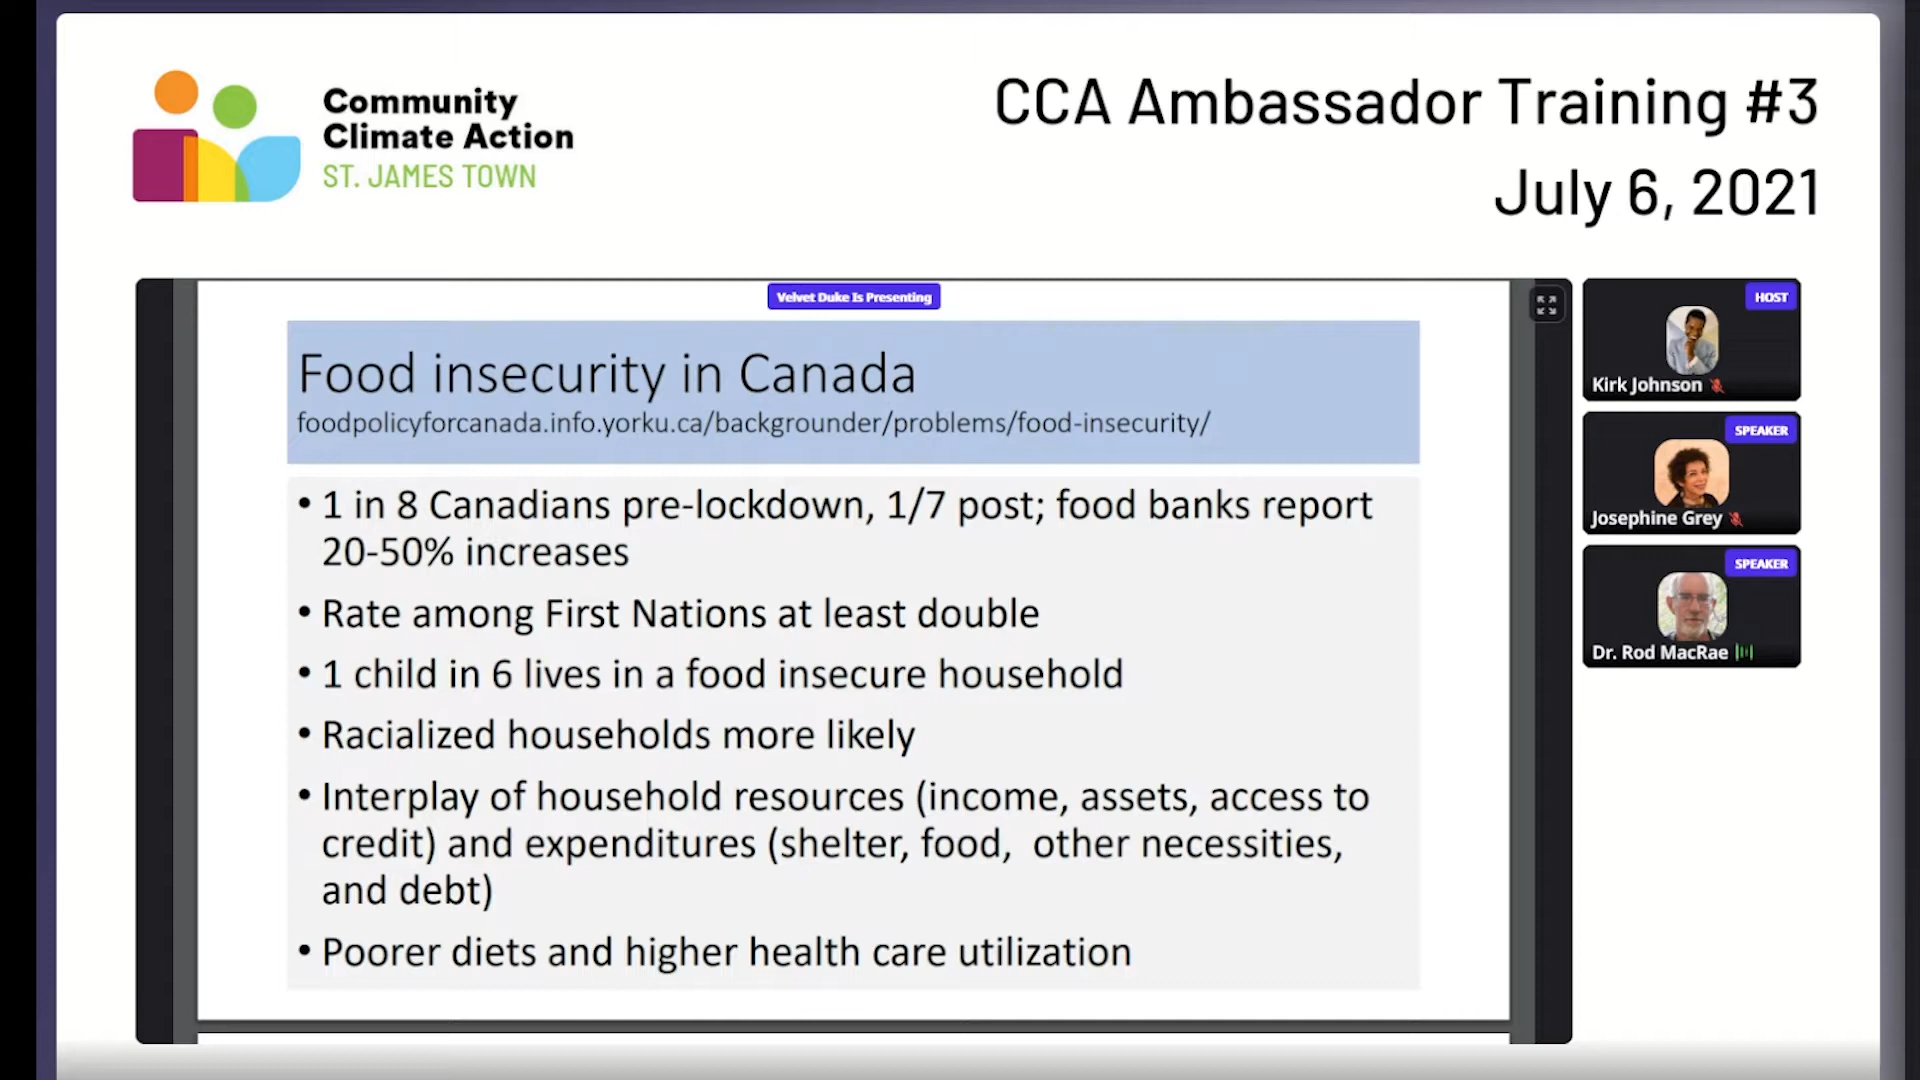 Community
Climate Action
ST. JAMES TOWN
CCA Ambassador Training #3
July 6, 2021
Velvet Duke Is Presenting
Food insecurity in Canada
foodpolicyforcanada.info.yorku.ca/backgrounder/problems/food-insecurity/
• 1 in 8 Canadians pre-lockdown, 1/7 post; food banks report
20-50% increases
• Rate among First Nations at least double
• 1 child in 6 lives in a food insecure household
• Racialized households more likely
• Interplay of household resources (income, assets, access to
credit) and expenditures (shelter, food,  other necessities,
and debt)
• Poorer diets and higher health care utilization
HOST
Kirk Johnson
SPEAKER
Josephine Grey
SPEAKER
Dr. Rod MacRae